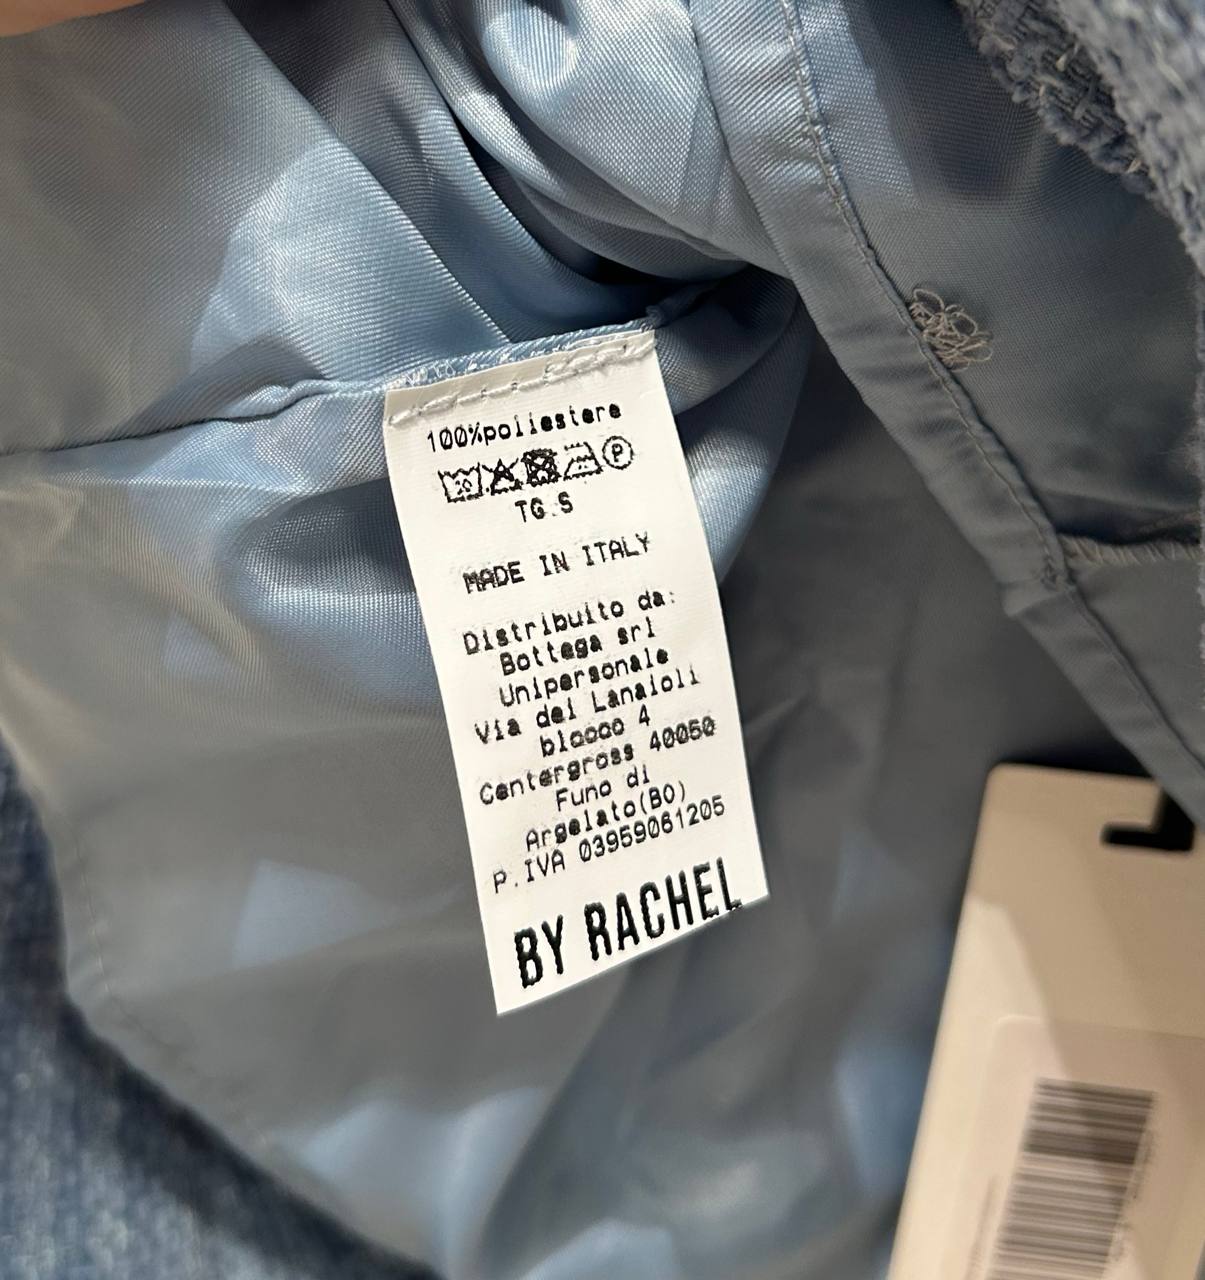 100%poliestere
30 P
TG.S
MADE IN ITALY
Distribuito da:
Bottega srl
Unipersonale
Via dei Lanaioli
blocco 4
Centergross 40050
Funo di
Argelato(BO)
P.IVA 03959061205
BY RACHEL